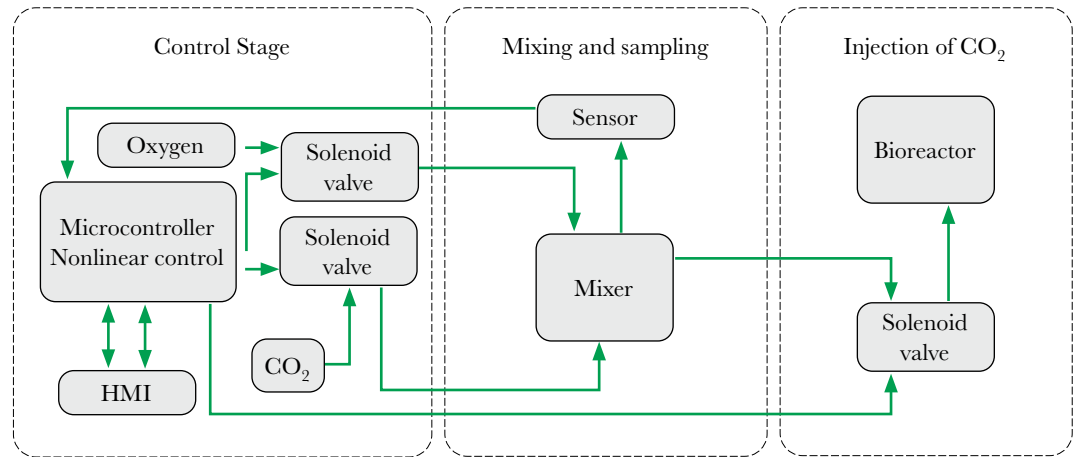 Control Stage
Mixing and sampling
Injection of CO₂
Sensor
Oxygen
Solenoid
valve
Bioreactor
Microcontroller
Nonlinear control
Solenoid
valve
Mixer
Solenoid
valve
CO₂
HMI